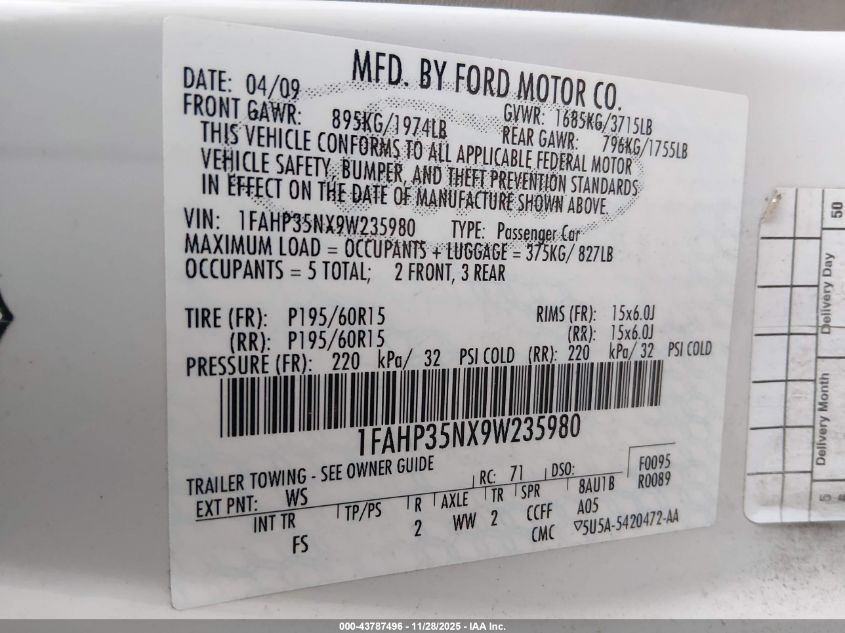 MFD. BY FORD MOTOR CO.
DATE: 04/09
GVWR: 1685KG/3715LB
FRONT GAWR: 895KG/1974LB
REAR GAWR: 796KG/1755LB
THIS VEHICLE CONFORMS TO ALL APPLICABLE FEDERAL MOTOR
VEHICLE SAFETY, BUMPER, AND THEFT PREVENTION STANDARDS
IN EFFECT ON THE DATE OF MANUFACTURE SHOWN ABOVE.
VIN: 1FAHP35NX9W235980 TYPE: Passenger Car
MAXIMUM LOAD = OCCUPANTS + LUGGAGE = 375KG/ 827LB
OCCUPANTS = 5 TOTAL; 2 FRONT, 3 REAR
TIRE (FR): P195/60R15 RIMS (FR): 15x6.0J
(RR): P195/60R15 (RR): 15x6.0J
PRESSURE (FR): 220 kPa/ 32 PSI COLD (RR): 220 kPa/ 32 PSI COLD
1FAHP35NX9W235980
TRAILER TOWING - SEE OWNER GUIDE
EXT PNT: WS RC: 71 DSO: F0095
R0089
INT TR TP/PS R AXLE TR SPR 8AU1B
FS 2 WW 2 CCFF A05
CMC ▽5U5A-5420472-AA
50
Delivery Day
Delivery Month
5
000-43787496 | 11/28/2025 - IAA Inc.